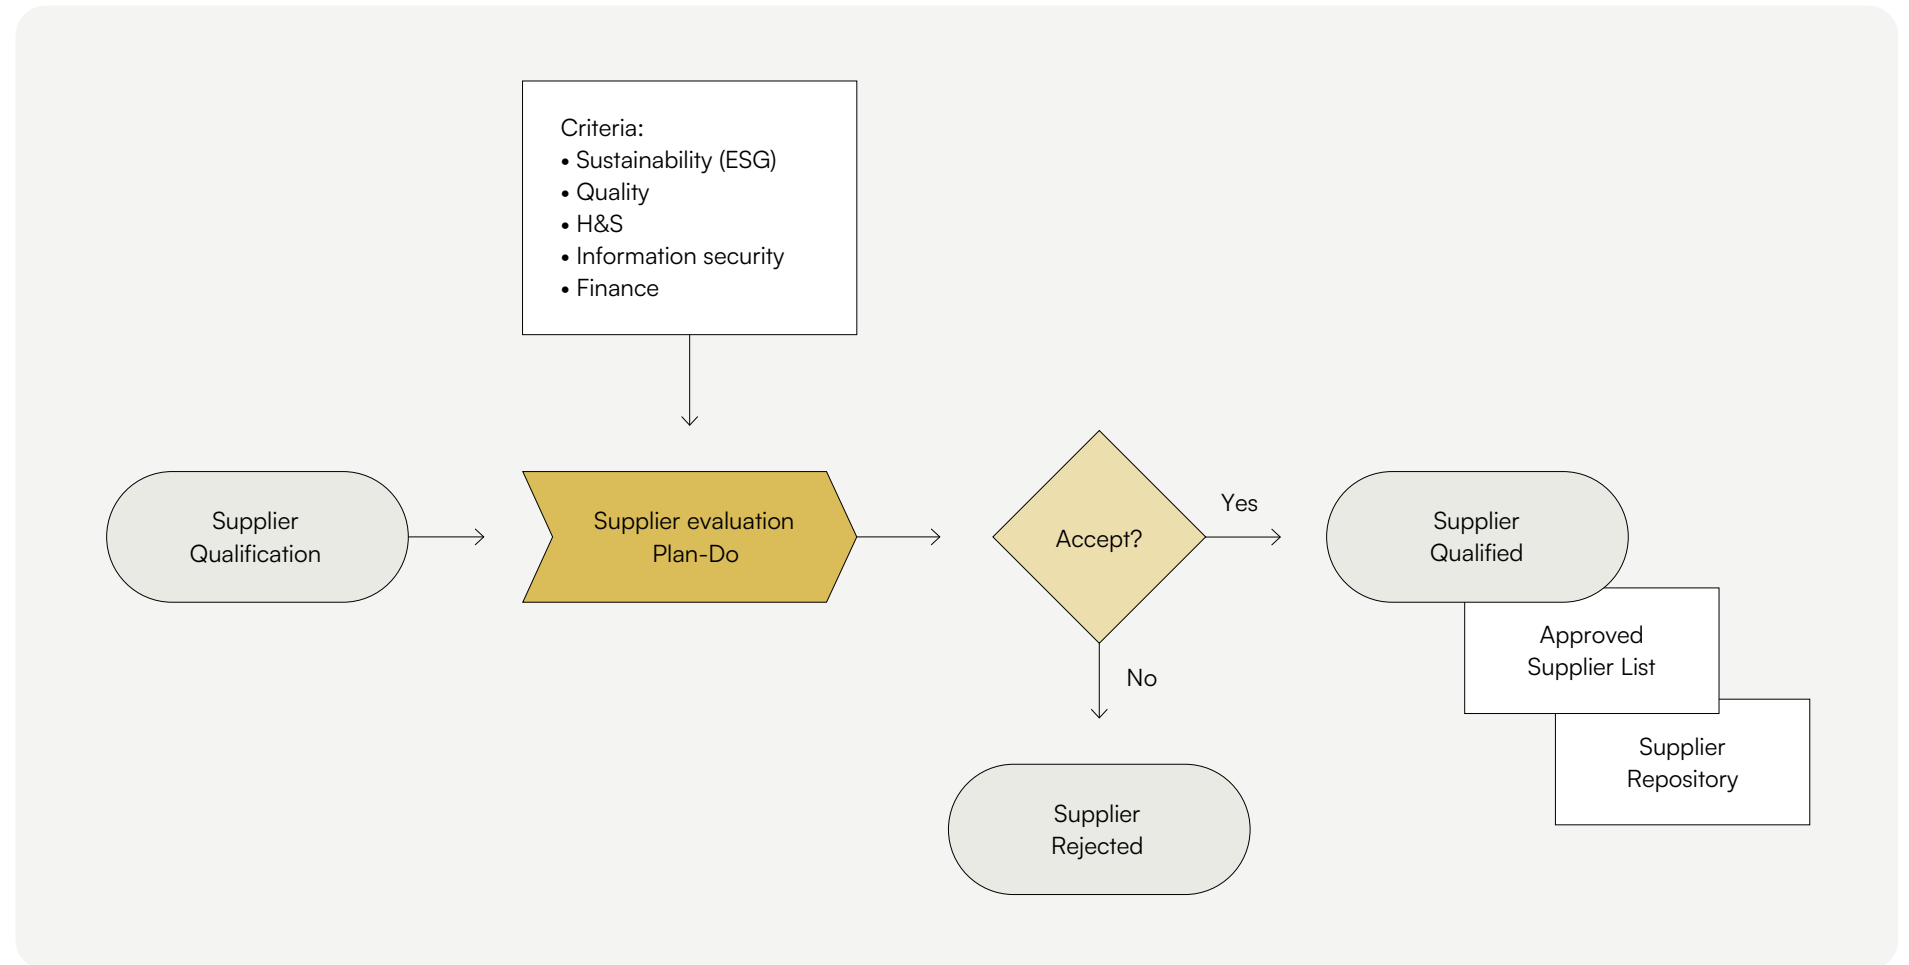 Criteria:
• Sustainability (ESG)
• Quality
• H&S
• Information security
• Finance
Supplier
Qualification
Supplier evaluation
Plan-Do
Accept?
Yes
No
Supplier
Qualified
Approved
Supplier List
Supplier
Repository
Supplier
Rejected